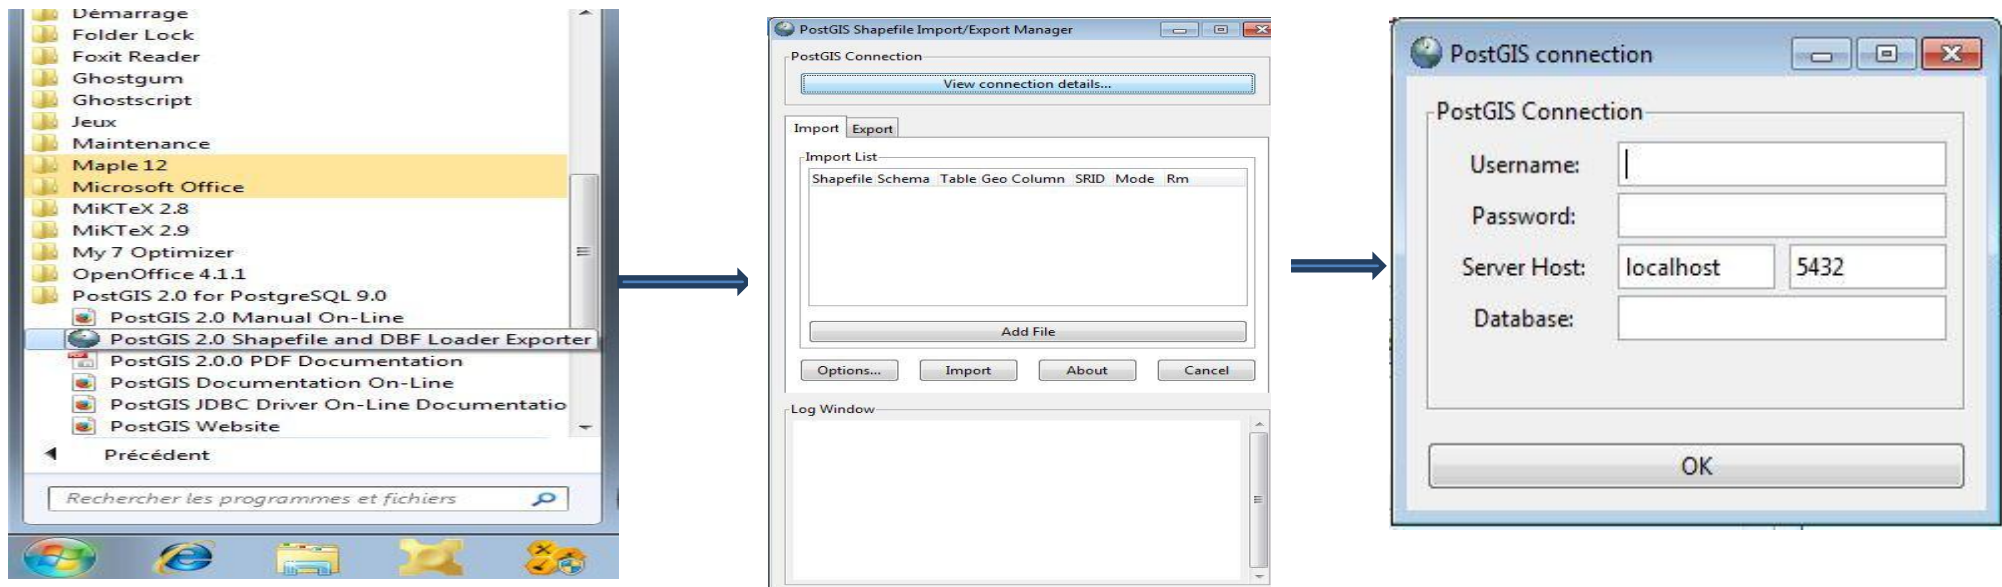 Démarrage
Folder Lock
Foxit Reader
Ghostgum
Ghostscript
Jeux
Maintenance
Maple 12
Microsoft Office
MiKTeX 2.8
MiKTeX 2.9
My 7 Optimizer
OpenOffice 4.1.1
PostGIS 2.0 for PostgreSQL 9.0
PostGIS 2.0 Manual On-Line
PostGIS 2.0 Shapefile and DBF Loader Exporter
PostGIS 2.0.0 PDF Documentation
PostGIS Documentation On-Line
PostGIS JDBC Driver On-Line Documentatio
PostGIS Website
Précédent
Rechercher les programmes et fichiers
PostGIS Shapefile Import/Export Manager
PostGIS Connection
View connection details...
Import Export
Import List
Shapefile Schema Table Geo Column SRID Mode Rm
Add File
Options... Import About Cancel
Log Window
PostGIS connection
PostGIS Connection
Username:
Password:
Server Host: localhost 5432
Database:
OK